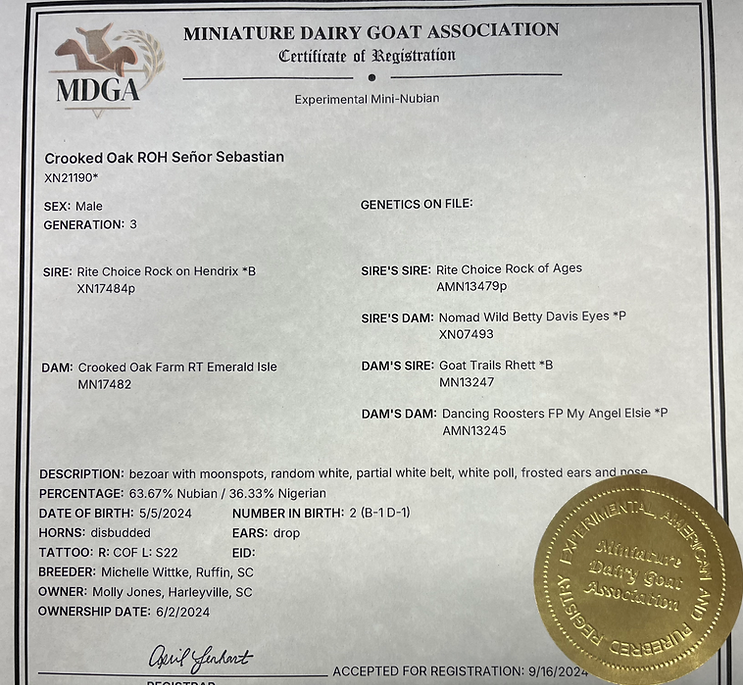 MINIATURE DAIRY GOAT ASSOCIATION
Certificate of Registration
MDGA
Experimental Mini-Nubian
Crooked Oak ROH Señor Sebastian
XN21190*
SEX: Male
GENERATION: 3
GENETICS ON FILE:
SIRE: Rite Choice Rock on Hendrix *B
XN17484p
SIRE'S SIRE: Rite Choice Rock of Ages
AMN13479p
SIRE'S DAM: Nomad Wild Betty Davis Eyes *P
XN07493
DAM: Crooked Oak Farm RT Emerald Isle
MN17482
DAM'S SIRE: Goat Trails Rhett *B
MN13247
DAM'S DAM: Dancing Roosters FP My Angel Elsie *P
AMN13245
DESCRIPTION: bezoar with moonspots, random white, partial white belt, white poll, frosted ears and nose
PERCENTAGE: 63.67% Nubian / 36.33% Nigerian
DATE OF BIRTH: 5/5/2024 NUMBER IN BIRTH: 2 (B-1 D-1)
HORNS: disbudded EARS: drop
TATTOO: R: COF L: S22 EID:
BREEDER: Michelle Wittke, Ruffin, SC
OWNER: Molly Jones, Harleyville, SC
OWNERSHIP DATE: 6/2/2024
EXPERIMENTAL, AMERICAN AND PUREBRED REGISTRY
Miniature
Dairy Goat
Association
April
ACCEPTED FOR REGISTRATION: 9/16/2024
REGISTRAR